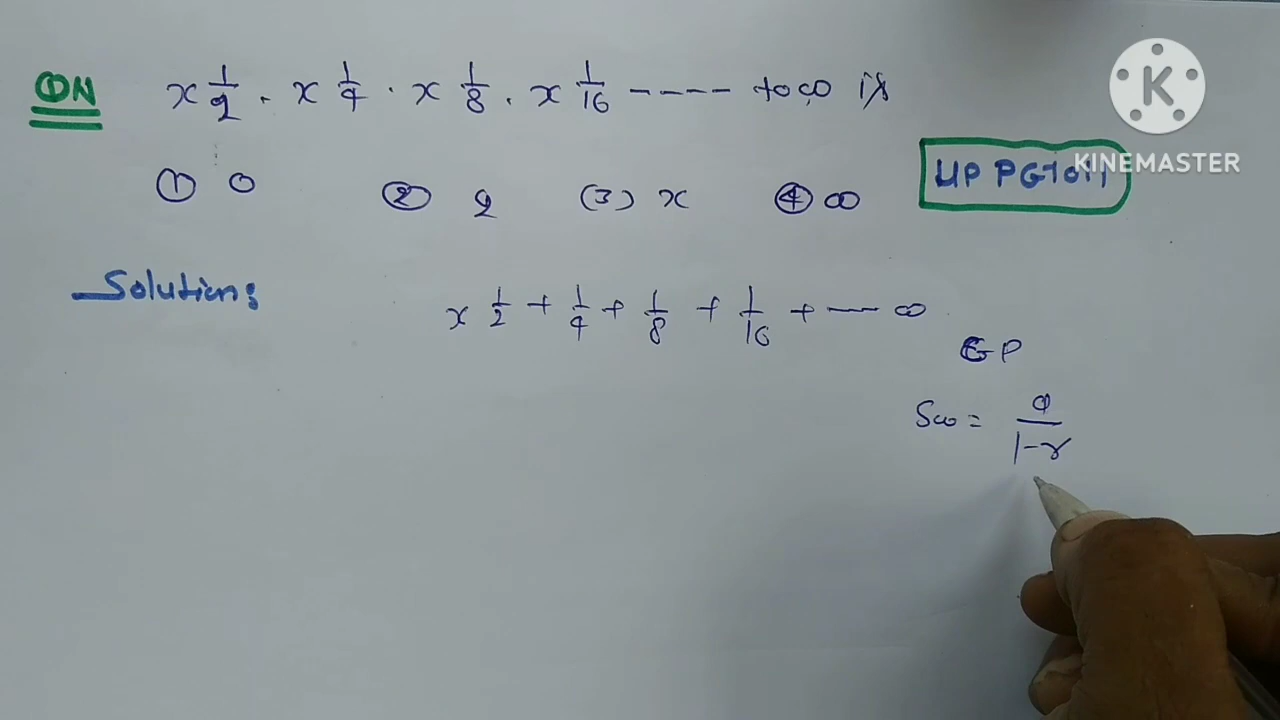 QN x 1/2 . x 1/4 . x 1/8 . x 1/16 ---- to ∞ is
① 0 ② 2 (3) x ④ ∞
UP PGT
K
KINEMASTER
Solution:
x 1/2 + 1/4 + 1/8 + 1/16 + --- ∞
GP
S∞ = a/1-r